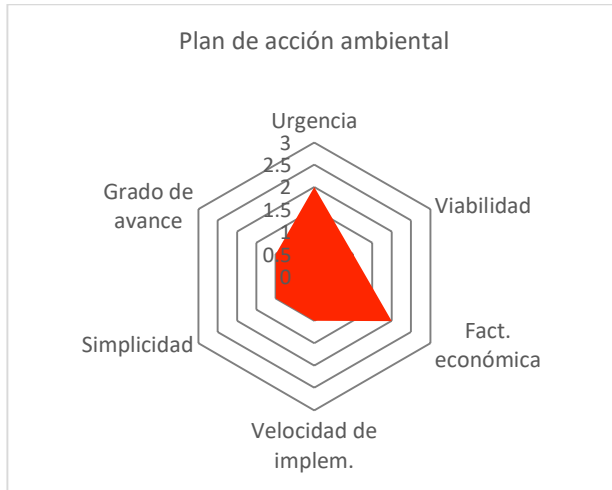 Plan de acción ambiental
Urgencia
3
2.5
2
1.5
1
0.5
0
Grado de
avance
Viabilidad
Simplicidad
Fact.
económica
Velocidad de
implem.